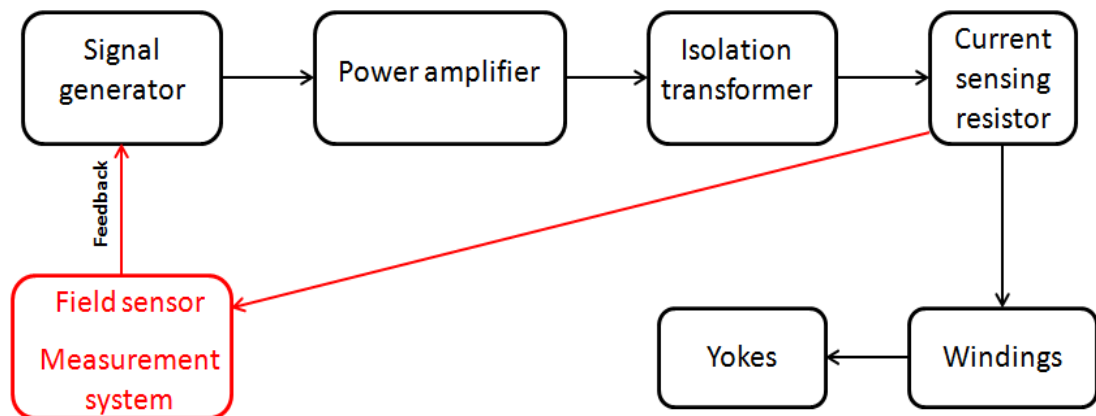 Signal
generator
Power amplifier
Isolation
transformer
Current
sensing
resistor
Feedback
Field sensor
Measurement
system
Yokes
Windings